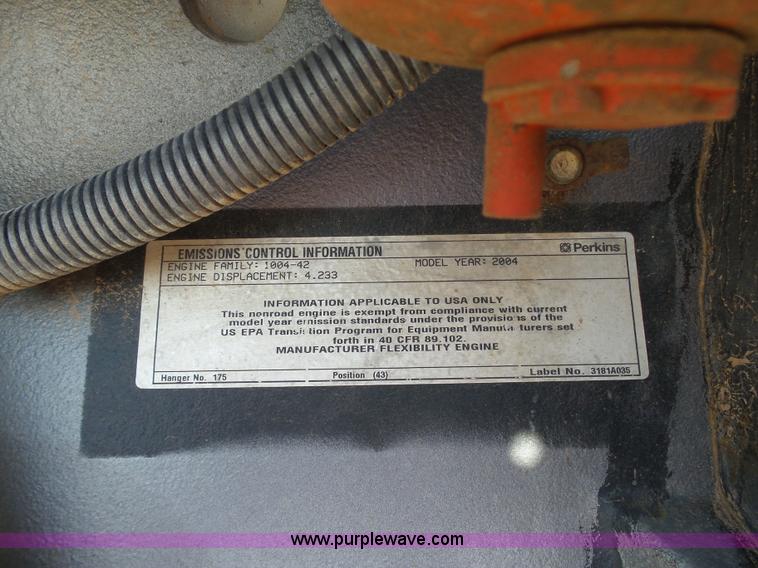 EMISSIONS CONTROL INFORMATION Perkins
ENGINE FAMILY: 1004-42 MODEL YEAR: 2004
ENGINE DISPLACEMENT: 4.233
INFORMATION APPLICABLE TO USA ONLY
This nonroad engine is exempt from compliance with current
model year emission standards under the provisions of the
US EPA Transition Program for Equipment Manufacturers set
forth in 40 CFR 89.102.
MANUFACTURER FLEXIBILITY ENGINE
Hanger No. 175 Position (43) Label No. 3181A035
www.purplewave.com